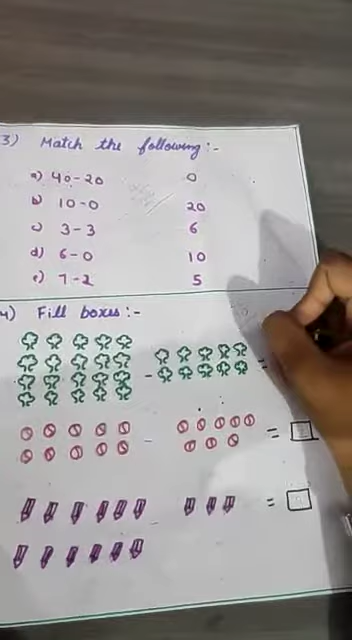 3) Match the following:-
a) 40-20 0
b) 10-0 20
c) 3-3 6
d) 6-0 10
e) 7-2 5
4) Fill boxes:-
- =
- =
- =